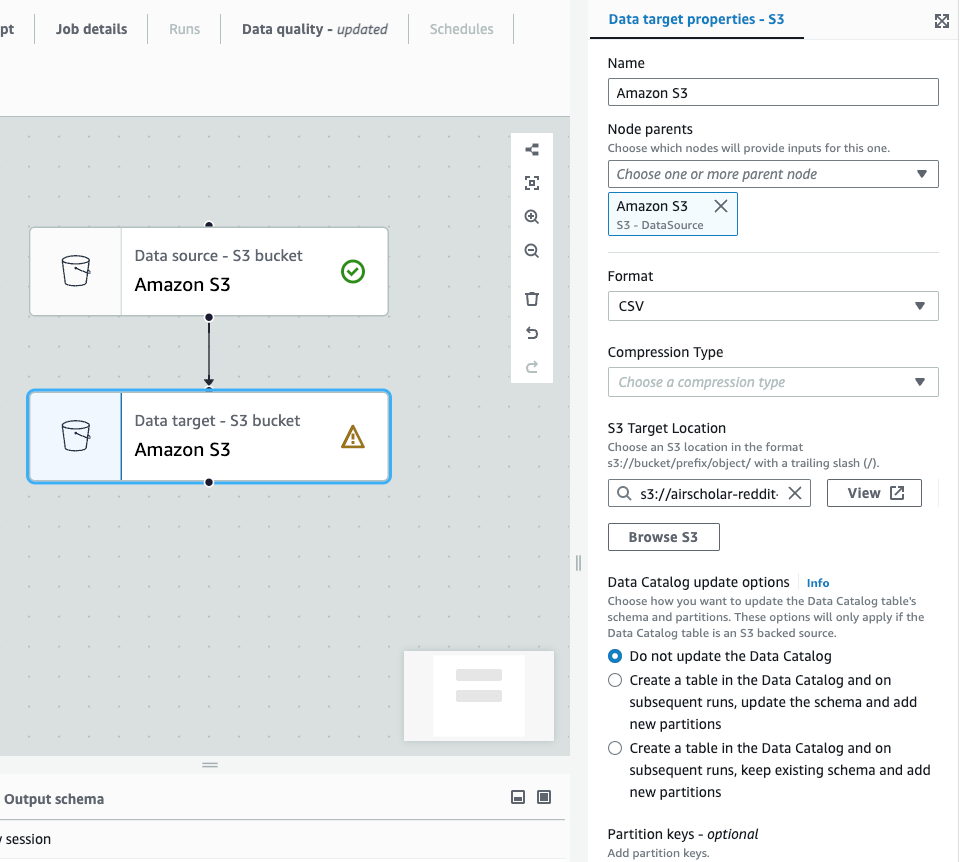 pt
Job details
Runs
Data quality - updated
Schedules
Data source - S3 bucket
Amazon S3
Data target - S3 bucket
Amazon S3
Output schema
session
Data target properties - S3
Name
Amazon S3
Node parents
Choose which nodes will provide inputs for this one.
Choose one or more parent node
Amazon S3
S3 - DataSource
Format
CSV
Compression Type
Choose a compression type
S3 Target Location
Choose an S3 location in the format
s3://bucket/prefix/object/ with a trailing slash (/).
s3://airscholar-reddit-
View
Browse S3
Data Catalog update options
Info
Choose how you want to update the Data Catalog table's
schema and partitions. These options will only apply if the
Data Catalog table is an S3 backed source.
Do not update the Data Catalog
Create a table in the Data Catalog and on
subsequent runs, update the schema and add
new partitions
Create a table in the Data Catalog and on
subsequent runs, keep existing schema and add
new partitions
Partition keys - optional
Add partition keys.